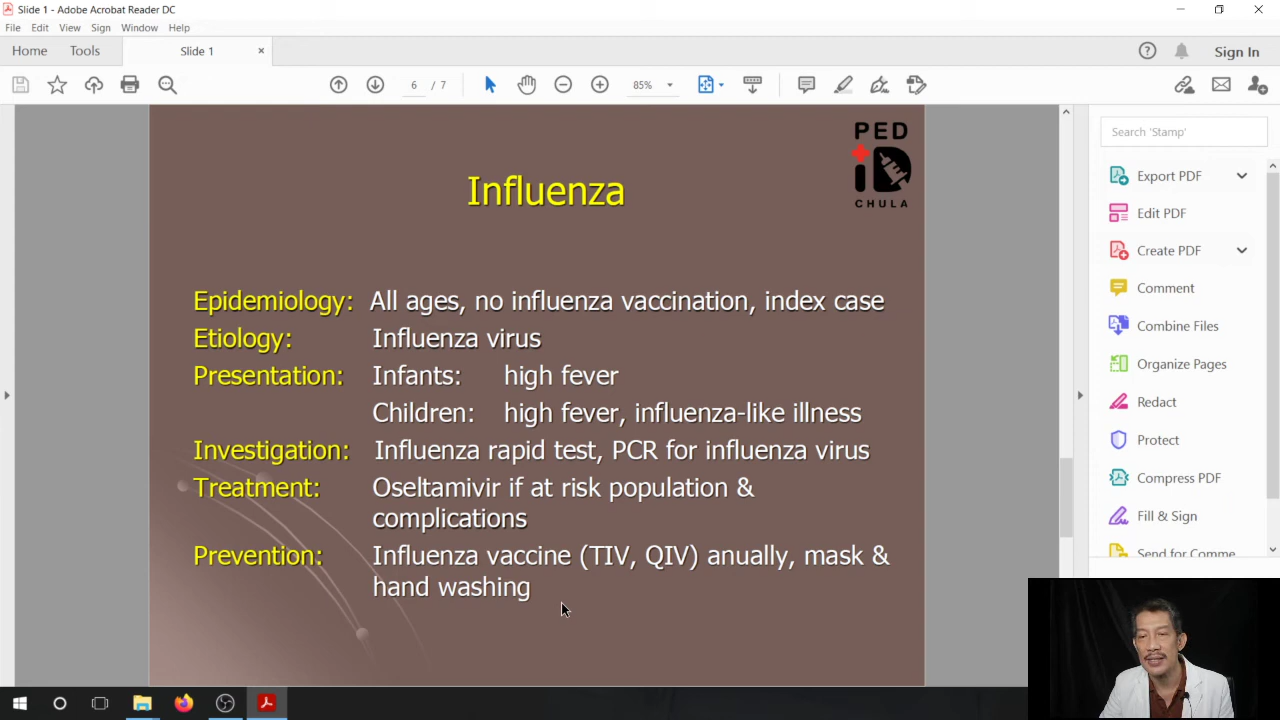 Slide 1 - Adobe Acrobat Reader DC
File Edit View Sign Window Help
Home Tools Slide 1 × Sign In
6 / 7 85%
PED
iD
CHULA
Influenza
Epidemiology: All ages, no influenza vaccination, index case
Etiology: Influenza virus
Presentation: Infants: high fever
Children: high fever, influenza-like illness
Investigation: Influenza rapid test, PCR for influenza virus
Treatment: Oseltamivir if at risk population &
complications
Prevention: Influenza vaccine (TIV, QIV) anually, mask &
hand washing
Search 'Stamp'
Export PDF
Edit PDF
Create PDF
Comment
Combine Files
Organize Pages
Redact
Protect
Compress PDF
Fill & Sign
Send for Comme